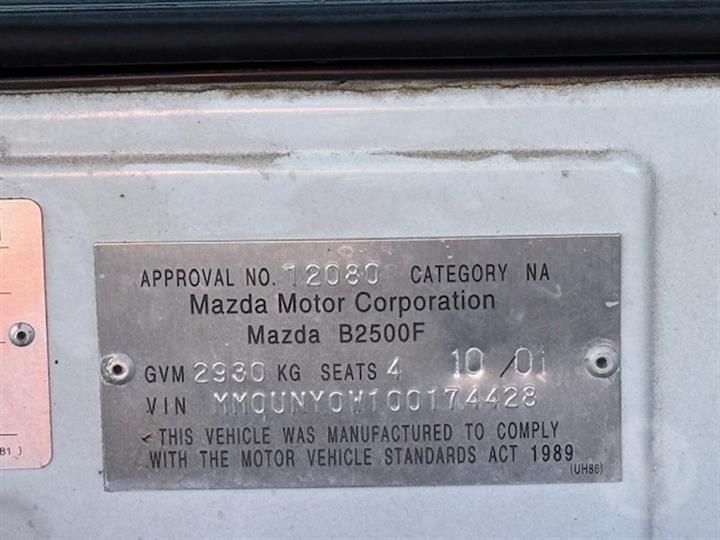 APPROVAL NO. 12080 CATEGORY NA
Mazda Motor Corporation
Mazda B2500F
GVM 2930 KG SEATS 4 10/01
VIN MM0UNY0W100174428
THIS VEHICLE WAS MANUFACTURED TO COMPLY
WITH THE MOTOR VEHICLE STANDARDS ACT 1989
(UH86)
81)